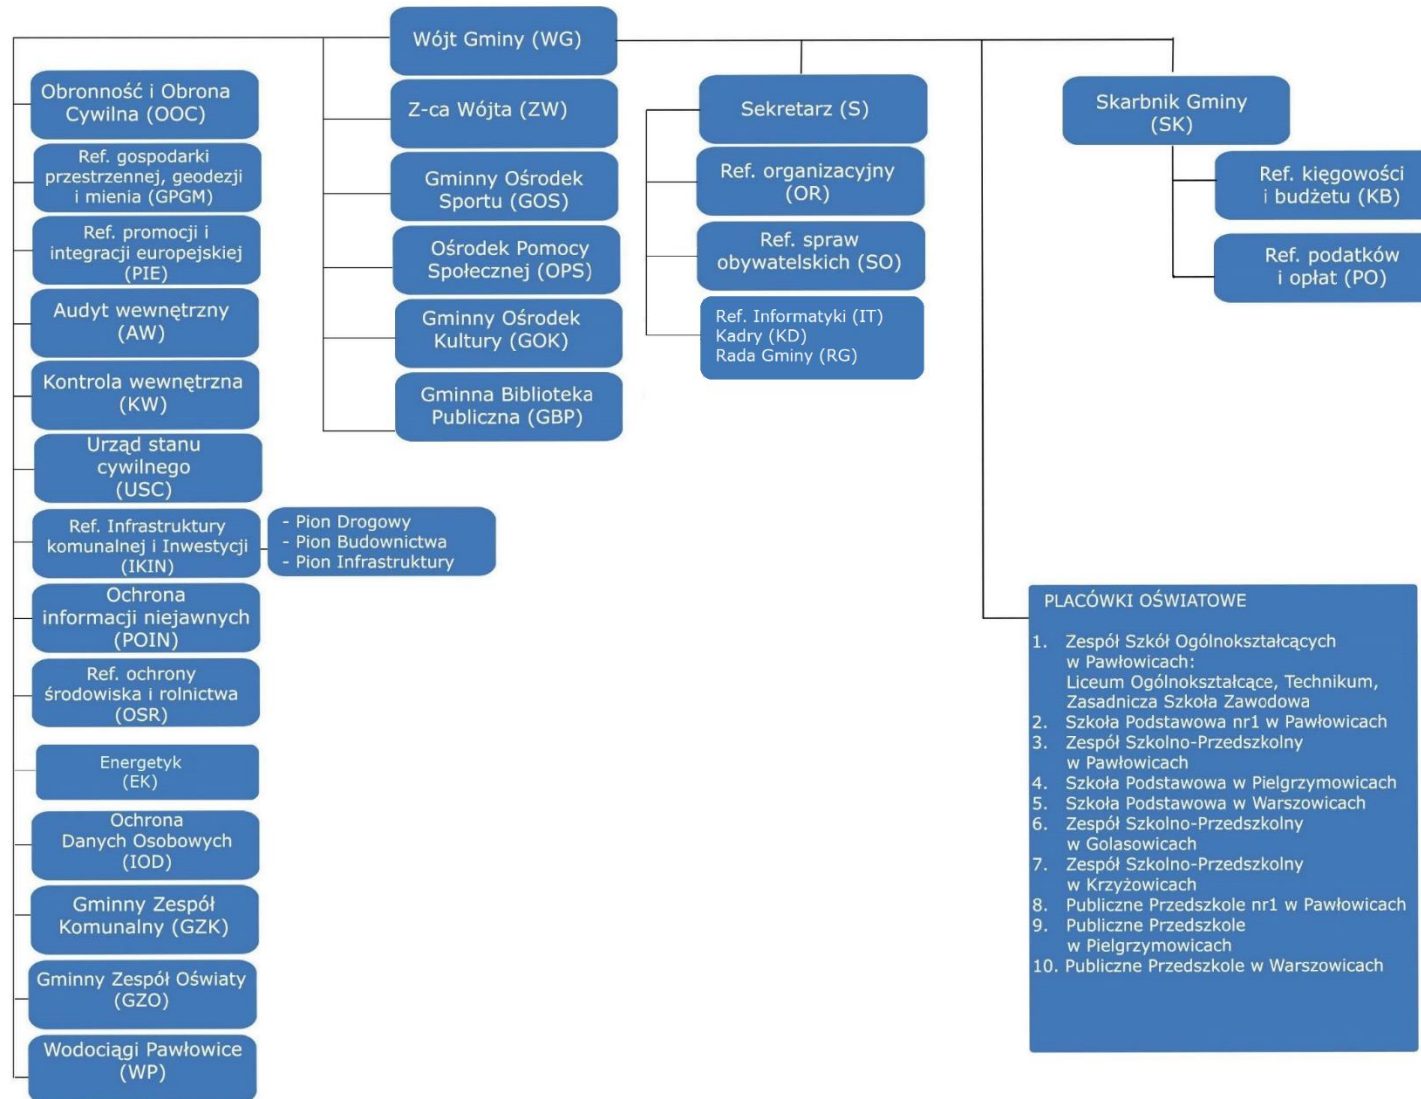 Wójt Gminy (WG)
Obronność i Obrona
Cywilna (OOC)
Ref. gospodarki
przestrzennej, geodezji
i mienia (GPGM)
Ref. promocji i
integracji europejskiej
(PIE)
Audyt wewnętrzny
(AW)
Kontrola wewnętrzna
(KW)
Urząd stanu
cywilnego
(USC)
Ref. Infrastruktury
komunalnej i Inwestycji
(IKIN)
- Pion Drogowy
- Pion Budownictwa
- Pion Infrastruktury
Ochrona
informacji niejawnych
(POIN)
Ref. ochrony
środowiska i rolnictwa
(OSR)
Energetyk
(EK)
Ochrona
Danych Osobowych
(IOD)
Gminny Zespół
Komunalny (GZK)
Gminny Zespół Oświaty
(GZO)
Wodociągi Pawłowice
(WP)
Z-ca Wójta (ZW)
Gminny Ośrodek
Sportu (GOS)
Ośrodek Pomocy
Społecznej (OPS)
Gminny Ośrodek
Kultury (GOK)
Gminna Biblioteka
Publiczna (GBP)
Sekretarz (S)
Ref. organizacyjny
(OR)
Ref. spraw
obywatelskich (SO)
Ref. Informatyki (IT)
Kadry (KD)
Rada Gminy (RG)
Skarbnik Gminy
(SK)
Ref. kięgowości
i budżetu (KB)
Ref. podatków
i opłat (PO)
PLACÓWKI OŚWIATOWE
1. Zespół Szkół Ogólnokształcących
w Pawłowicach:
Liceum Ogólnokształcące, Technikum,
Zasadnicza Szkoła Zawodowa
2. Szkoła Podstawowa nr1 w Pawłowicach
3. Zespół Szkolno-Przedszkolny
w Pawłowicach
4. Szkoła Podstawowa w Pielgrzymowicach
5. Szkoła Podstawowa w Warszowicach
6. Zespół Szkolno-Przedszkolny
w Golasowicach
7. Zespół Szkolno-Przedszkolny
w Krzyżowicach
8. Publiczne Przedszkole nr1 w Pawłowicach
9. Publiczne Przedszkole
w Pielgrzymowicach
10. Publiczne Przedszkole w Warszowicach